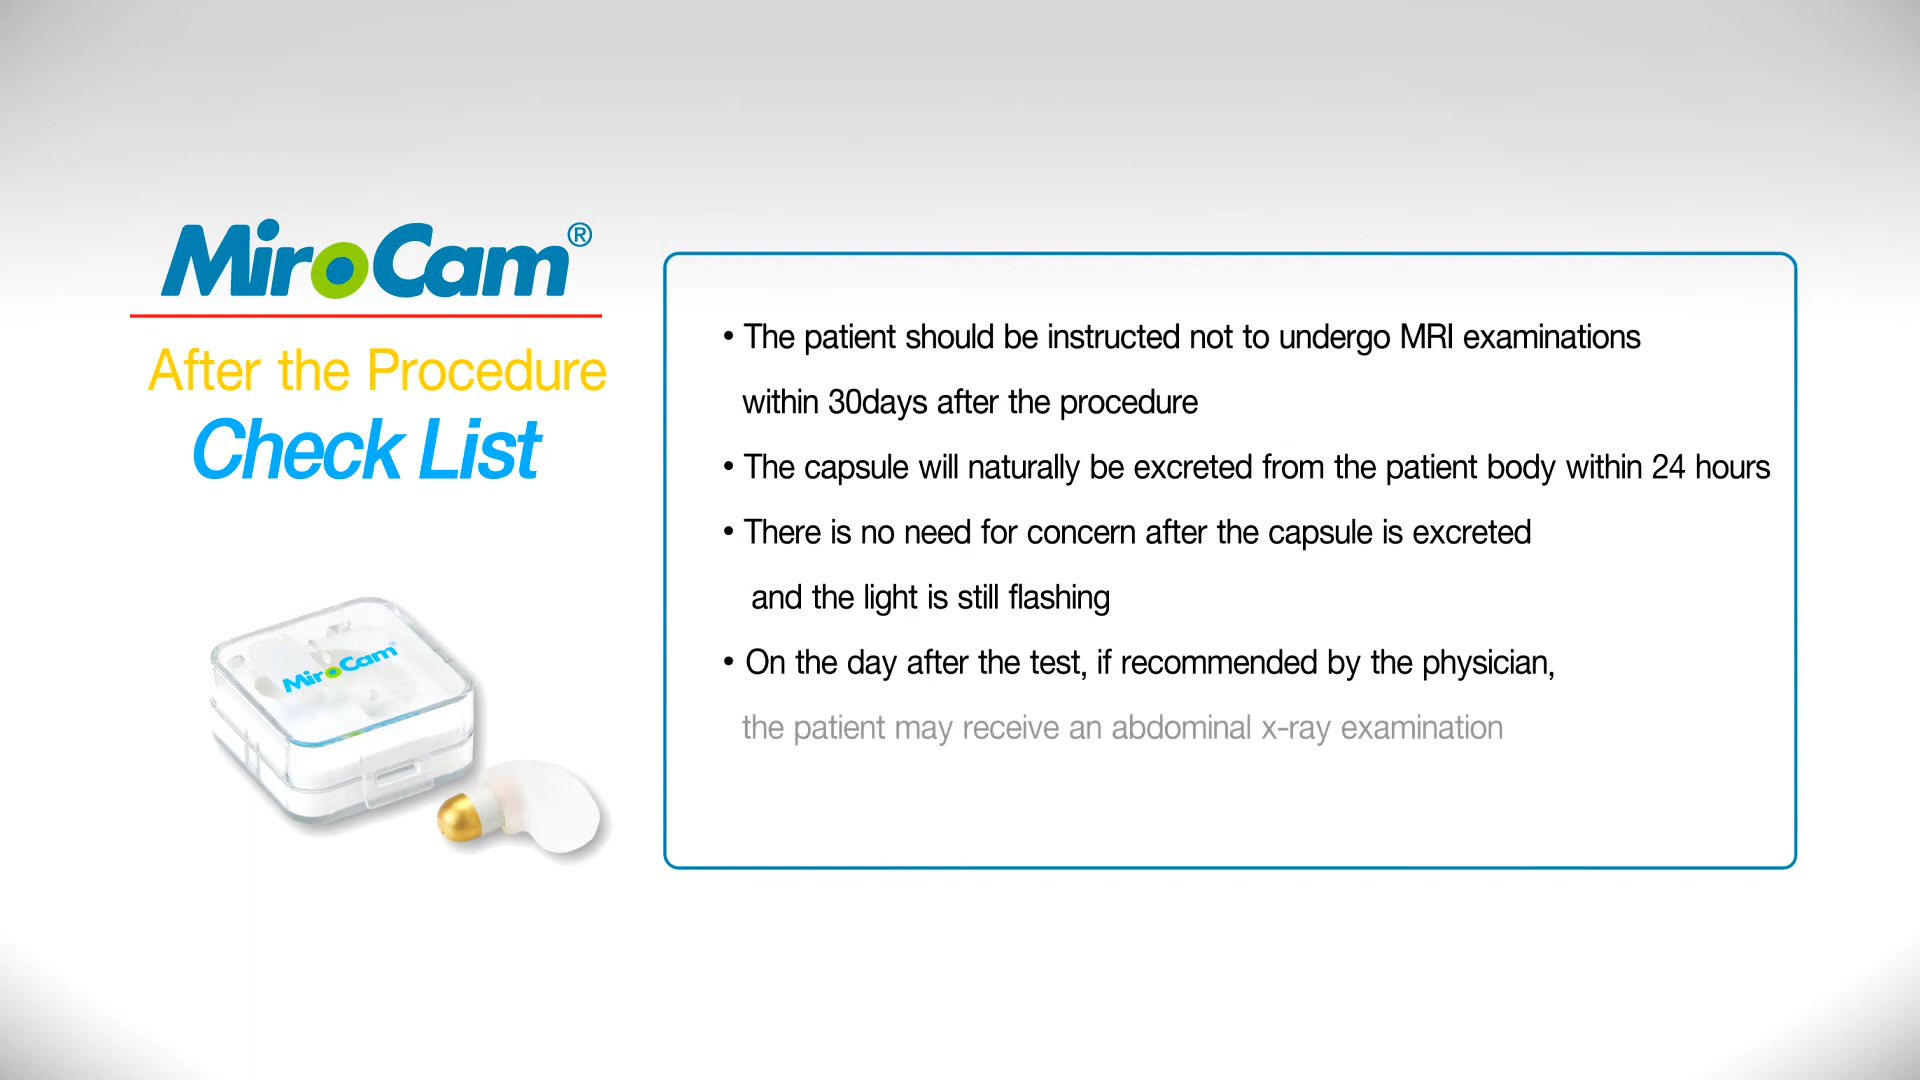 MiroCam®
After the Procedure
Check List
MiroCam
• The patient should be instructed not to undergo MRI examinations
within 30days after the procedure
• The capsule will naturally be excreted from the patient body within 24 hours
• There is no need for concern after the capsule is excreted
and the light is still flashing
• On the day after the test, if recommended by the physician,
the patient may receive an abdominal x-ray examination